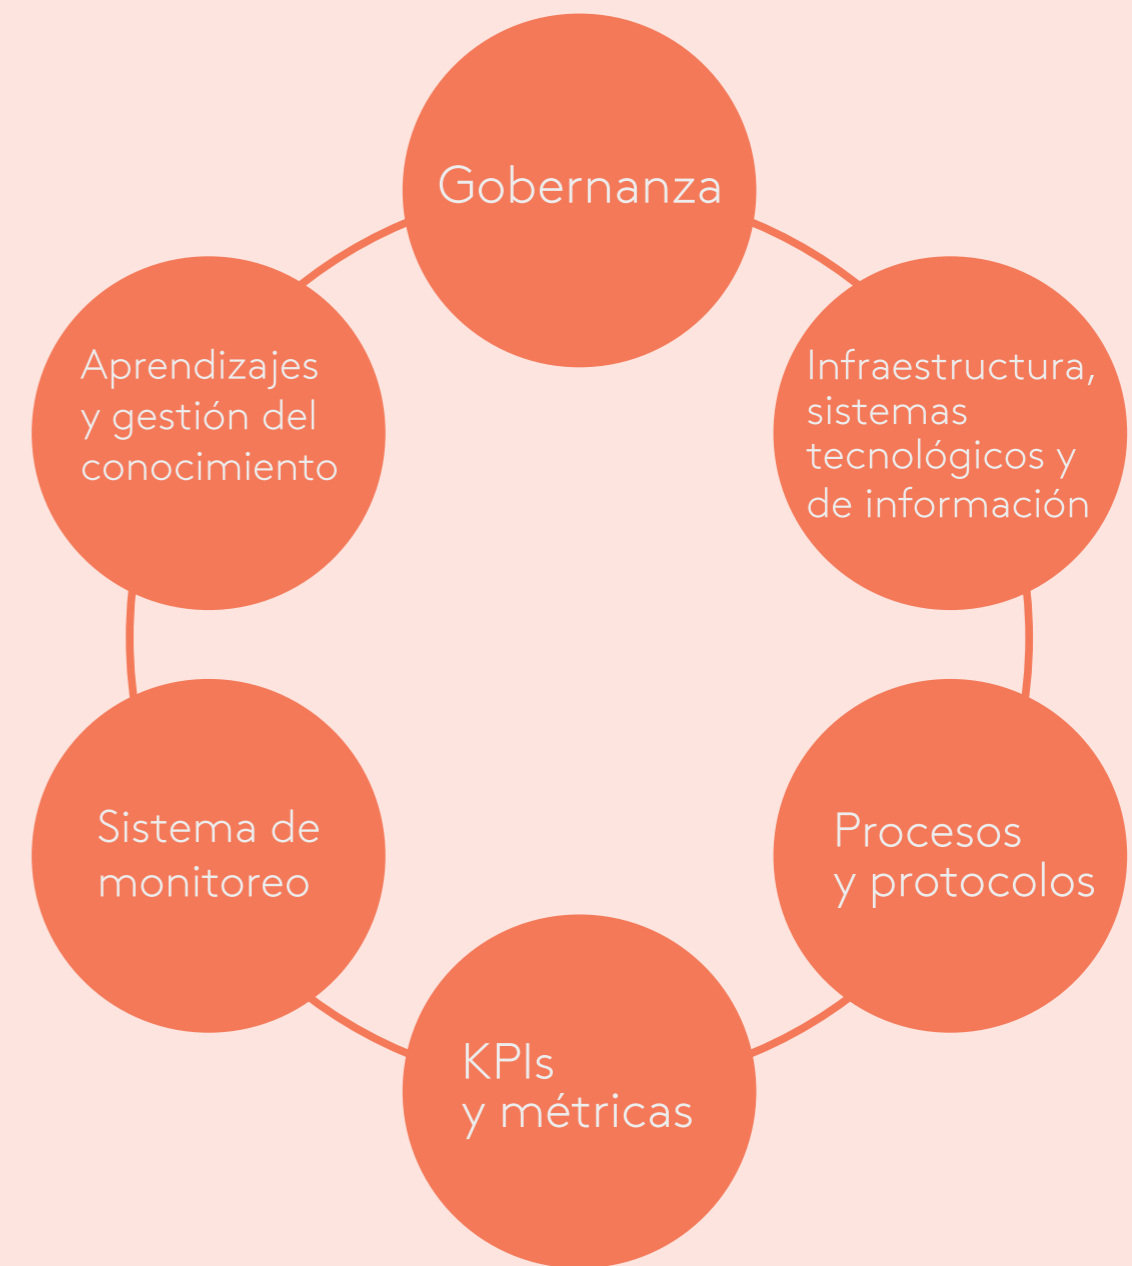 Gobernanza
Infraestructura,
sistemas
tecnológicos y
de información
Procesos
y protocolos
KPIs
y métricas
Sistema de
monitoreo
Aprendizajes
y gestión del
conocimiento